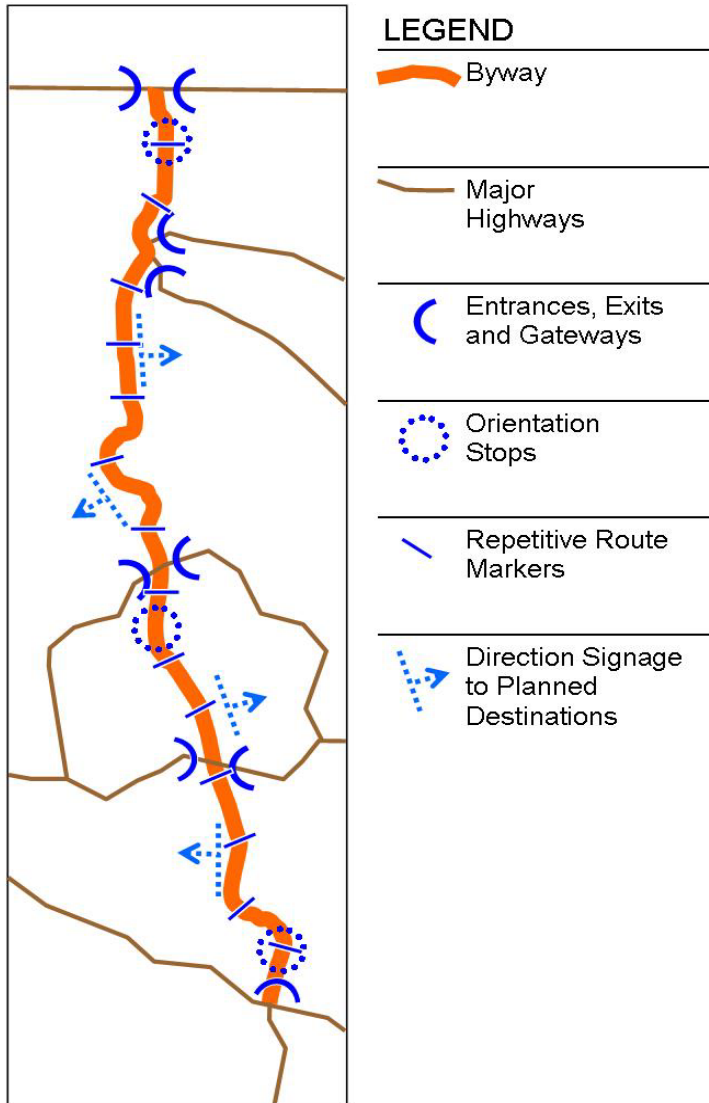 LEGEND
Byway
Major
Highways
Entrances, Exits
and Gateways
Orientation
Stops
Repetitive Route
Markers
Direction Signage
to Planned
Destinations